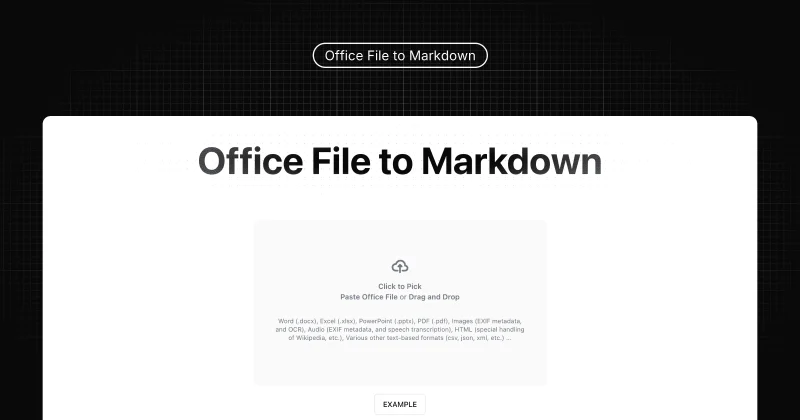 Office File to Markdown
Office File to Markdown
Click to Pick
Paste Office File or Drag and Drop
Word (.docx), Excel (.xlsx), PowerPoint (.pptx), PDF (.pdf), Images (EXIF metadata,
and OCR), Audio (EXIF metadata, and speech transcription), HTML (special handling
of Wikipedia, etc.), Various other text-based formats (csv, json, xml, etc.) ...
EXAMPLE